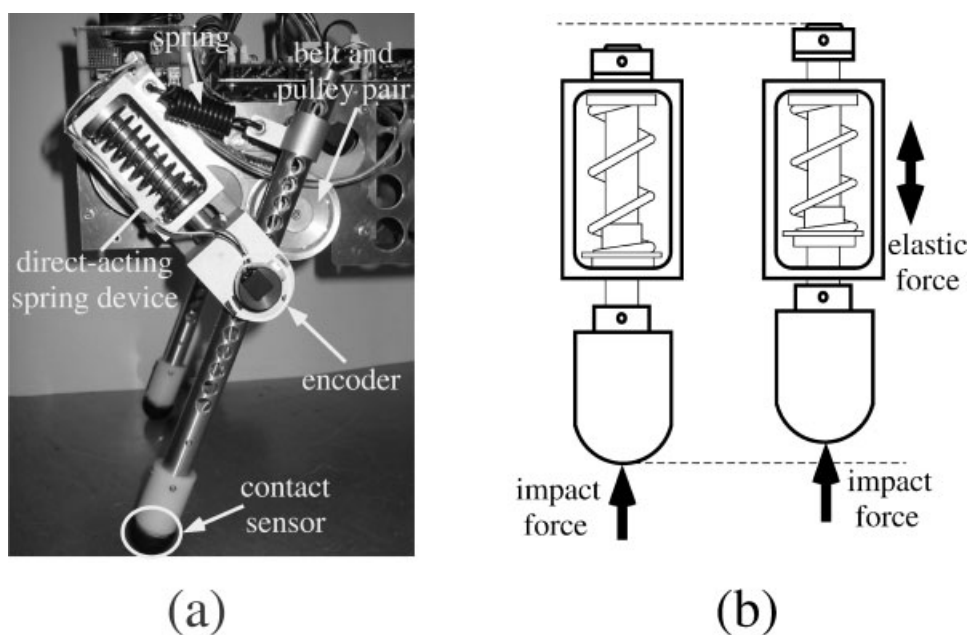 spring
belt and
pulley pair
direct-acting
spring device
encoder
contact
sensor
elastic
force
impact
force
impact
force
(a)
(b)